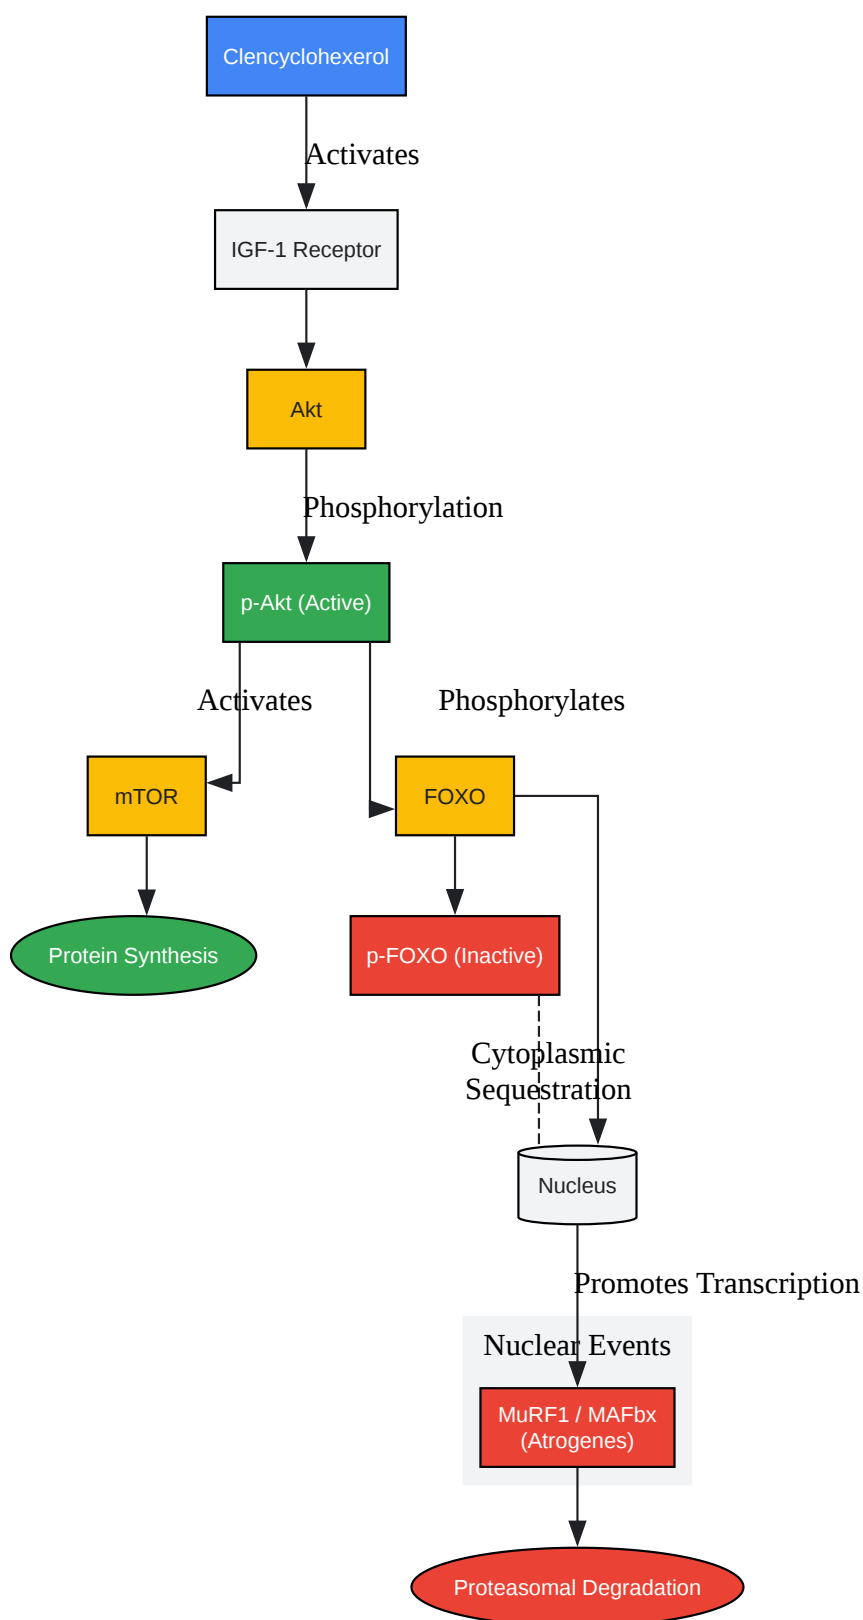 Clencyclohexerol
Activates
IGF-1 Receptor
Akt
Phosphorylation
p-Akt (Active)
Activates
Phosphorylates
mTOR
FOXO
Protein Synthesis
p-FOXO (Inactive)
Cytoplasmic
Sequestration
Nucleus
Promotes Transcription
Nuclear Events
MuRF1 / MAFbx
(Atrogenes)
Proteasomal Degradation